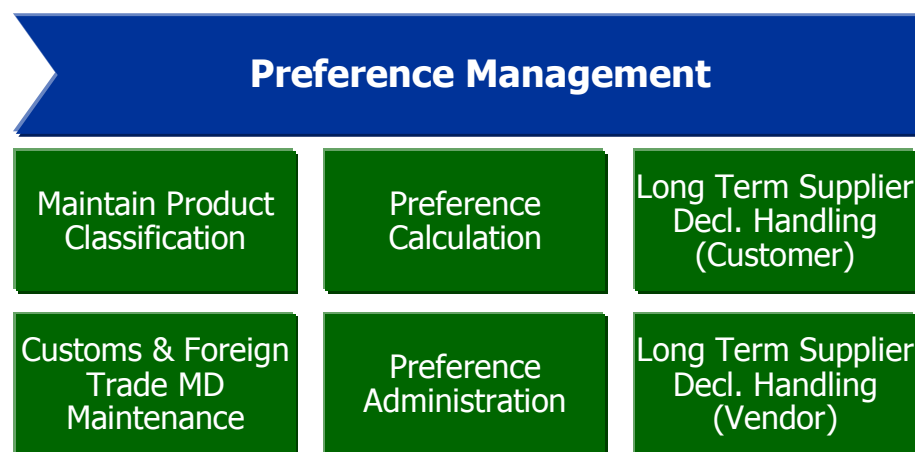 Preference Management
Maintain Product
Classification
Preference
Calculation
Long Term Supplier
Decl. Handling
(Customer)
Customs & Foreign
Trade MD
Maintenance
Preference
Administration
Long Term Supplier
Decl. Handling
(Vendor)